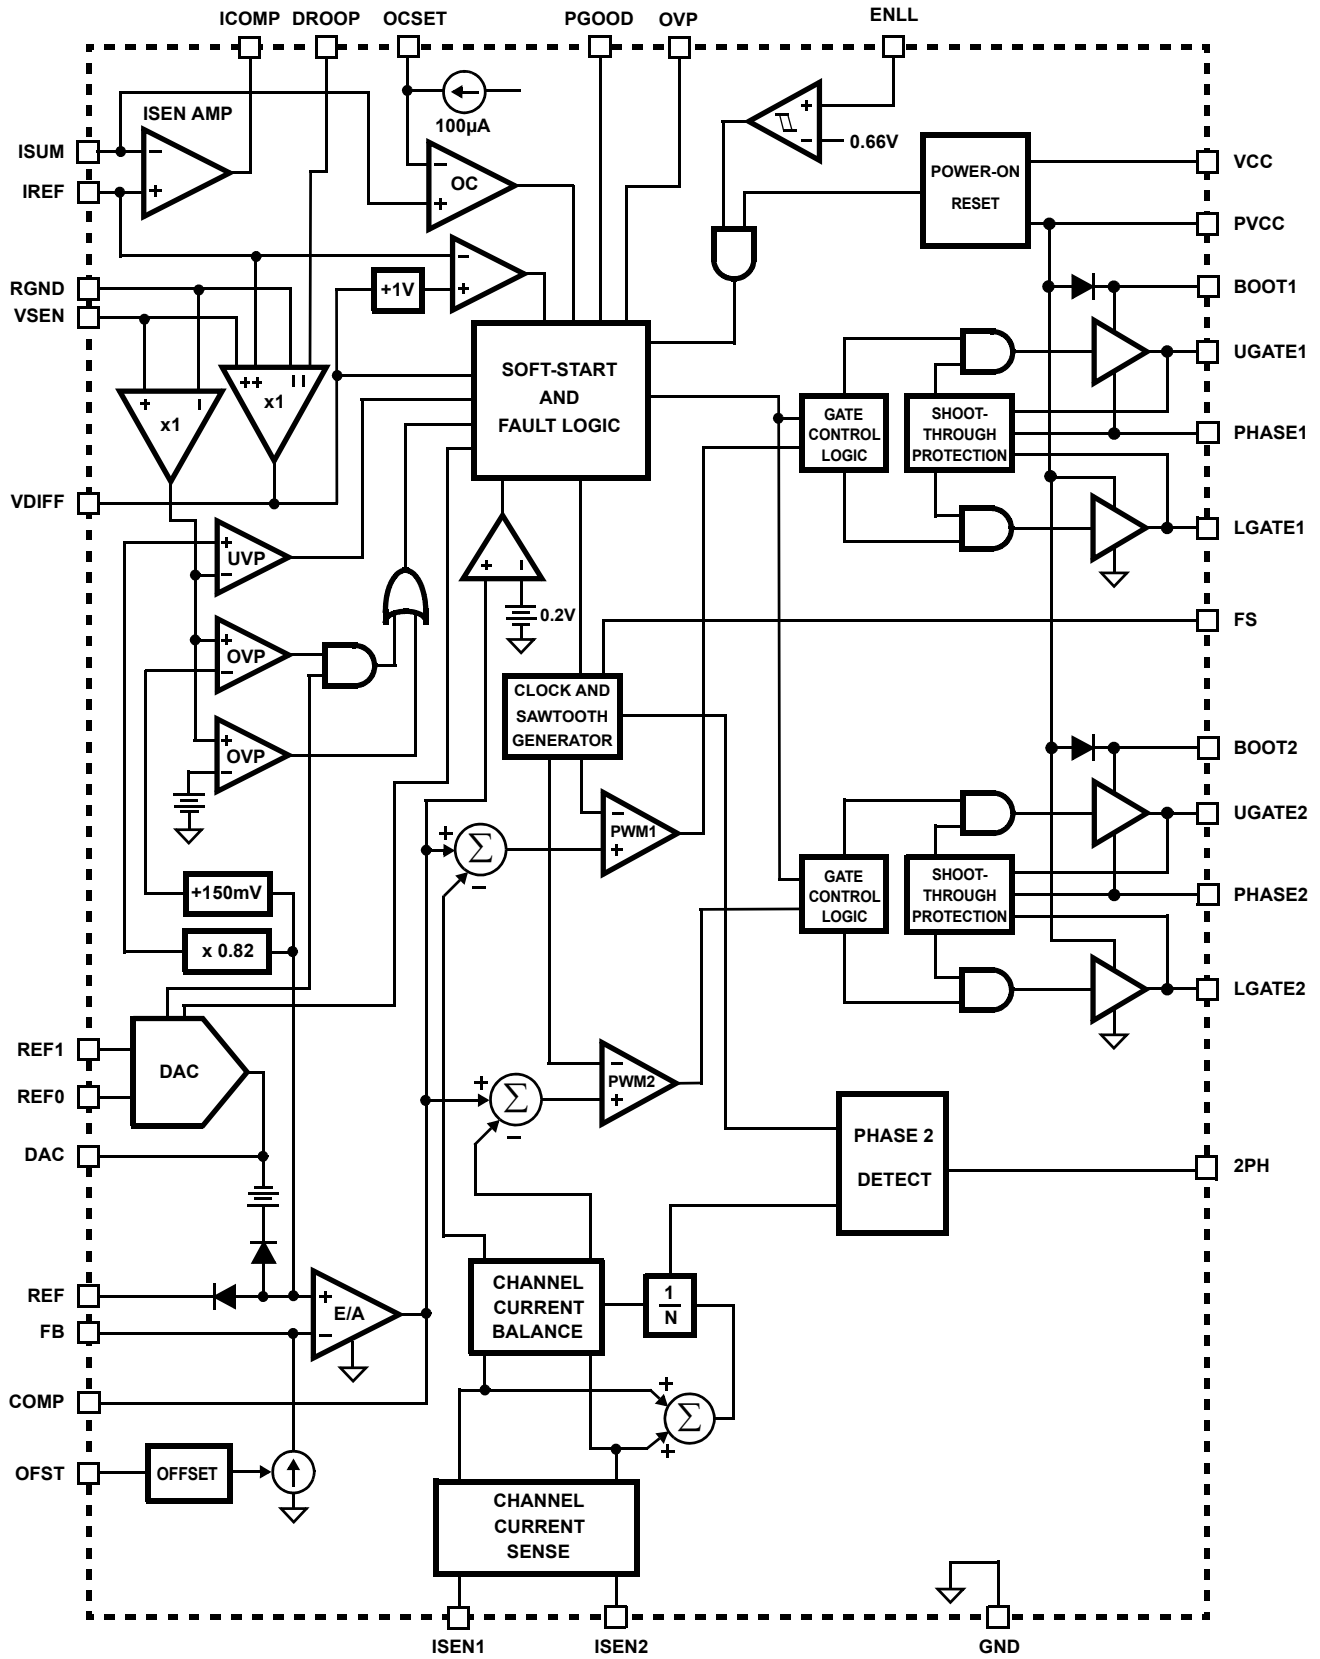 ICOMP DROOP OCSET PGOOD OVP ENLL
ISEN AMP
100µA
ISUM
IREF
−
+
−
OC
+
+
−
0.66V
POWER-ON
RESET
VCC
PVCC
RGND
VSEN
+1V
−
+
BOOT1
UGATE1
PHASE1
LGATE1
SOFT-START
AND
FAULT LOGIC
+ −
x1
++ −−
x1
GATE
CONTROL
LOGIC
SHOOT-
THROUGH
PROTECTION
VDIFF
+
UVP
−
+ −
0.2V
FS
+
OVP
−
CLOCK AND
SAWTOOTH
GENERATOR
+
OVP
−
BOOT2
UGATE2
PHASE2
LGATE2
−
PWM1
+
+
Σ
−
GATE
CONTROL
LOGIC
SHOOT-
THROUGH
PROTECTION
+150mV
x 0.82
REF1
REF0
DAC
−
PWM2
+
+
Σ
−
DAC
PHASE 2
DETECT
2PH
REF
FB
+
E/A
−
CHANNEL
CURRENT
BALANCE
1
N
COMP
+
Σ
+
OFST
OFFSET
CHANNEL
CURRENT
SENSE
ISEN1 ISEN2 GND